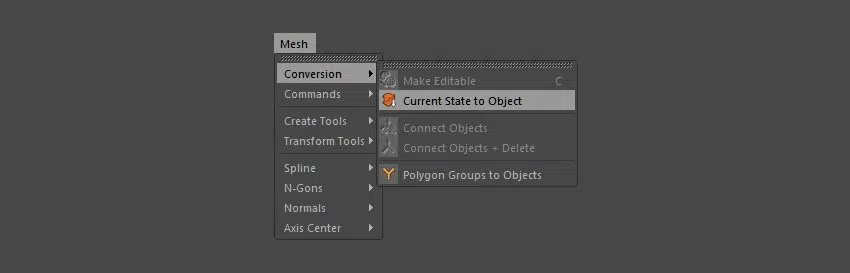 Mesh
Conversion
Commands
Create Tools
Transform Tools
Spline
N-Gons
Normals
Axis Center
Make Editable C
Current State to Object
Connect Objects
Connect Objects + Delete
Polygon Groups to Objects